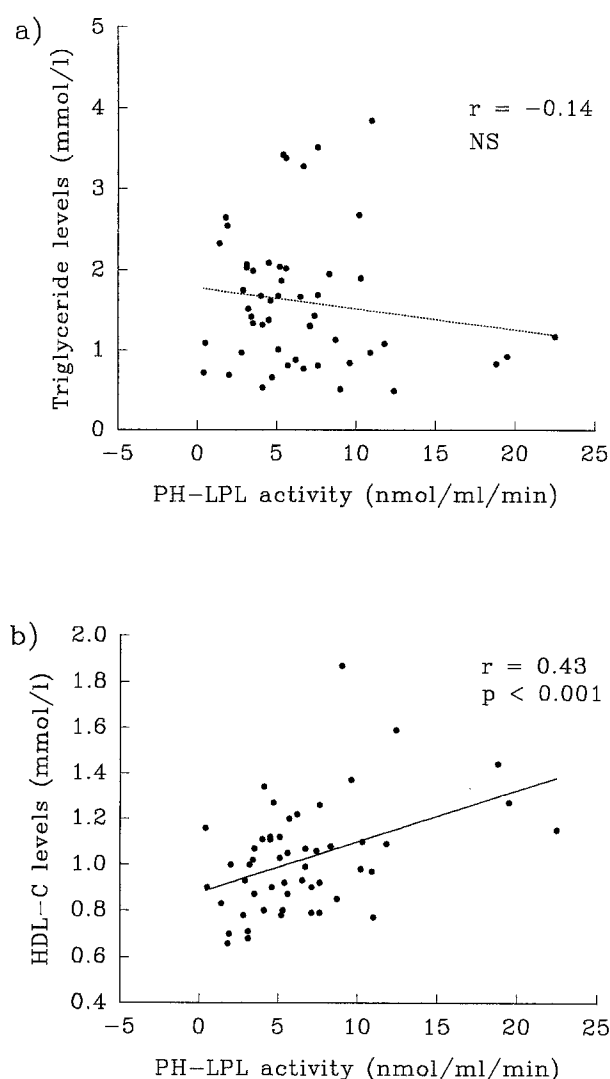 a)
Triglyceride levels (mmol/l)
5
4
3
2
1
0
r = −0.14
NS
−5 0 5 10 15 20 25
PH−LPL activity (nmol/ml/min)
b)
HDL−C levels (mmol/l)
2.0
1.8
1.6
1.4
1.2
1.0
0.8
0.6
0.4
r = 0.43
p < 0.001
−5 0 5 10 15 20 25
PH−LPL activity (nmol/ml/min)